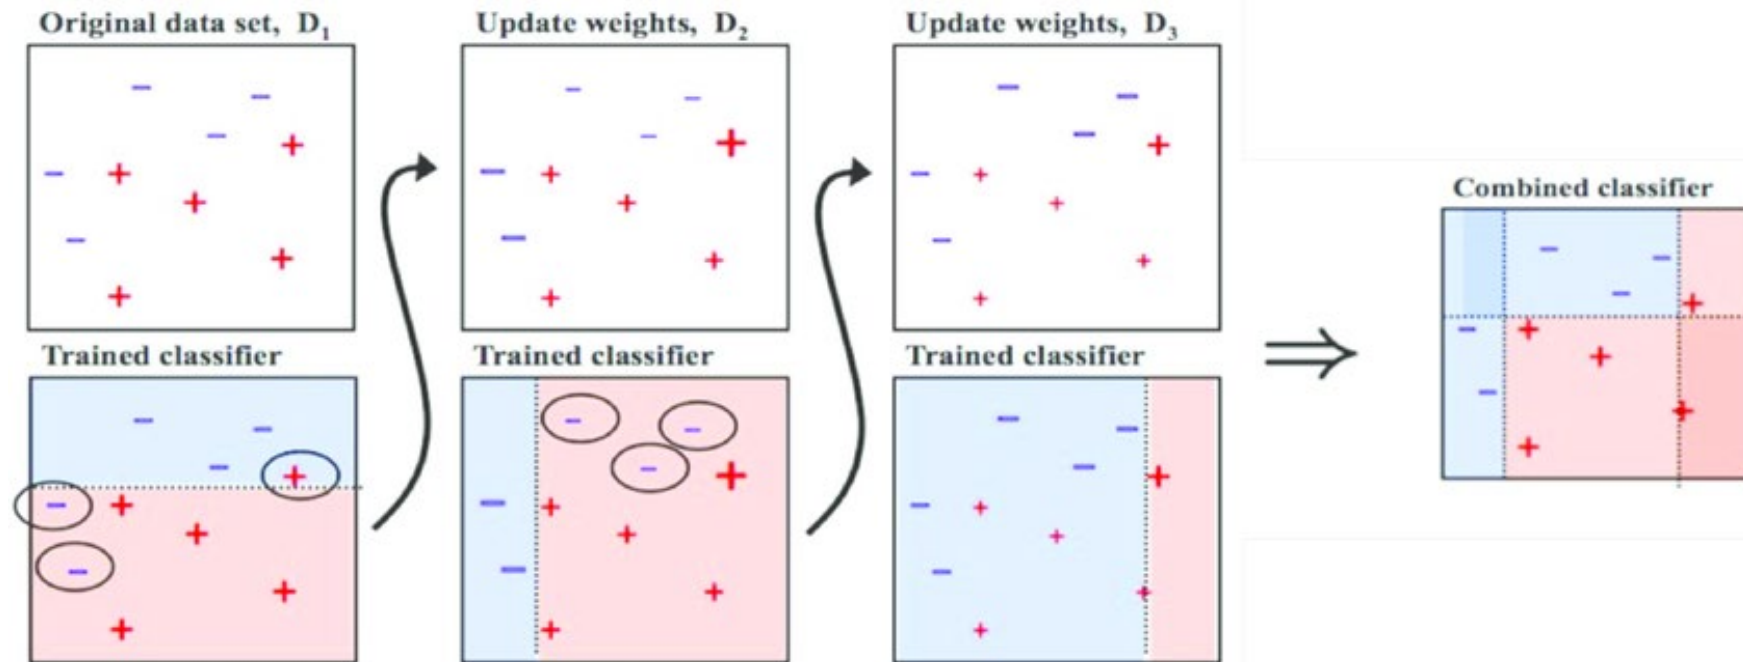 Original data set, D₁
Update weights, D₂
Update weights, D₃
Combined classifier
Trained classifier
Trained classifier
Trained classifier